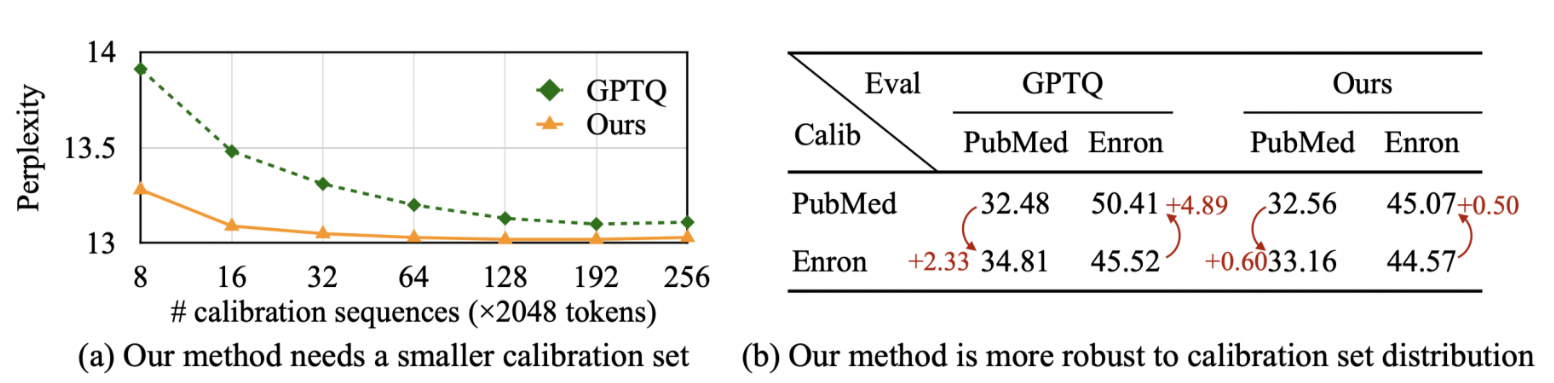 14
13.5
13
Perplexity
GPTQ
Ours
8 16 32 64 128 192 256
# calibration sequences (×2048 tokens)
(a) Our method needs a smaller calibration set
Eval GPTQ Ours
Calib PubMed Enron PubMed Enron
PubMed 32.48 50.41 +4.89 32.56 45.07 +0.50
Enron +2.33 34.81 45.52 +0.60 33.16 44.57
(b) Our method is more robust to calibration set distribution